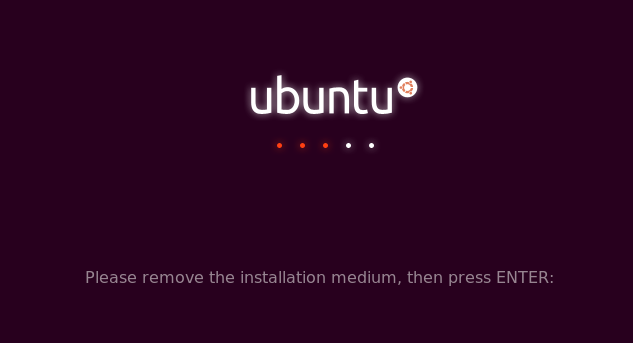 ubuntu
Please remove the installation medium, then press ENTER: